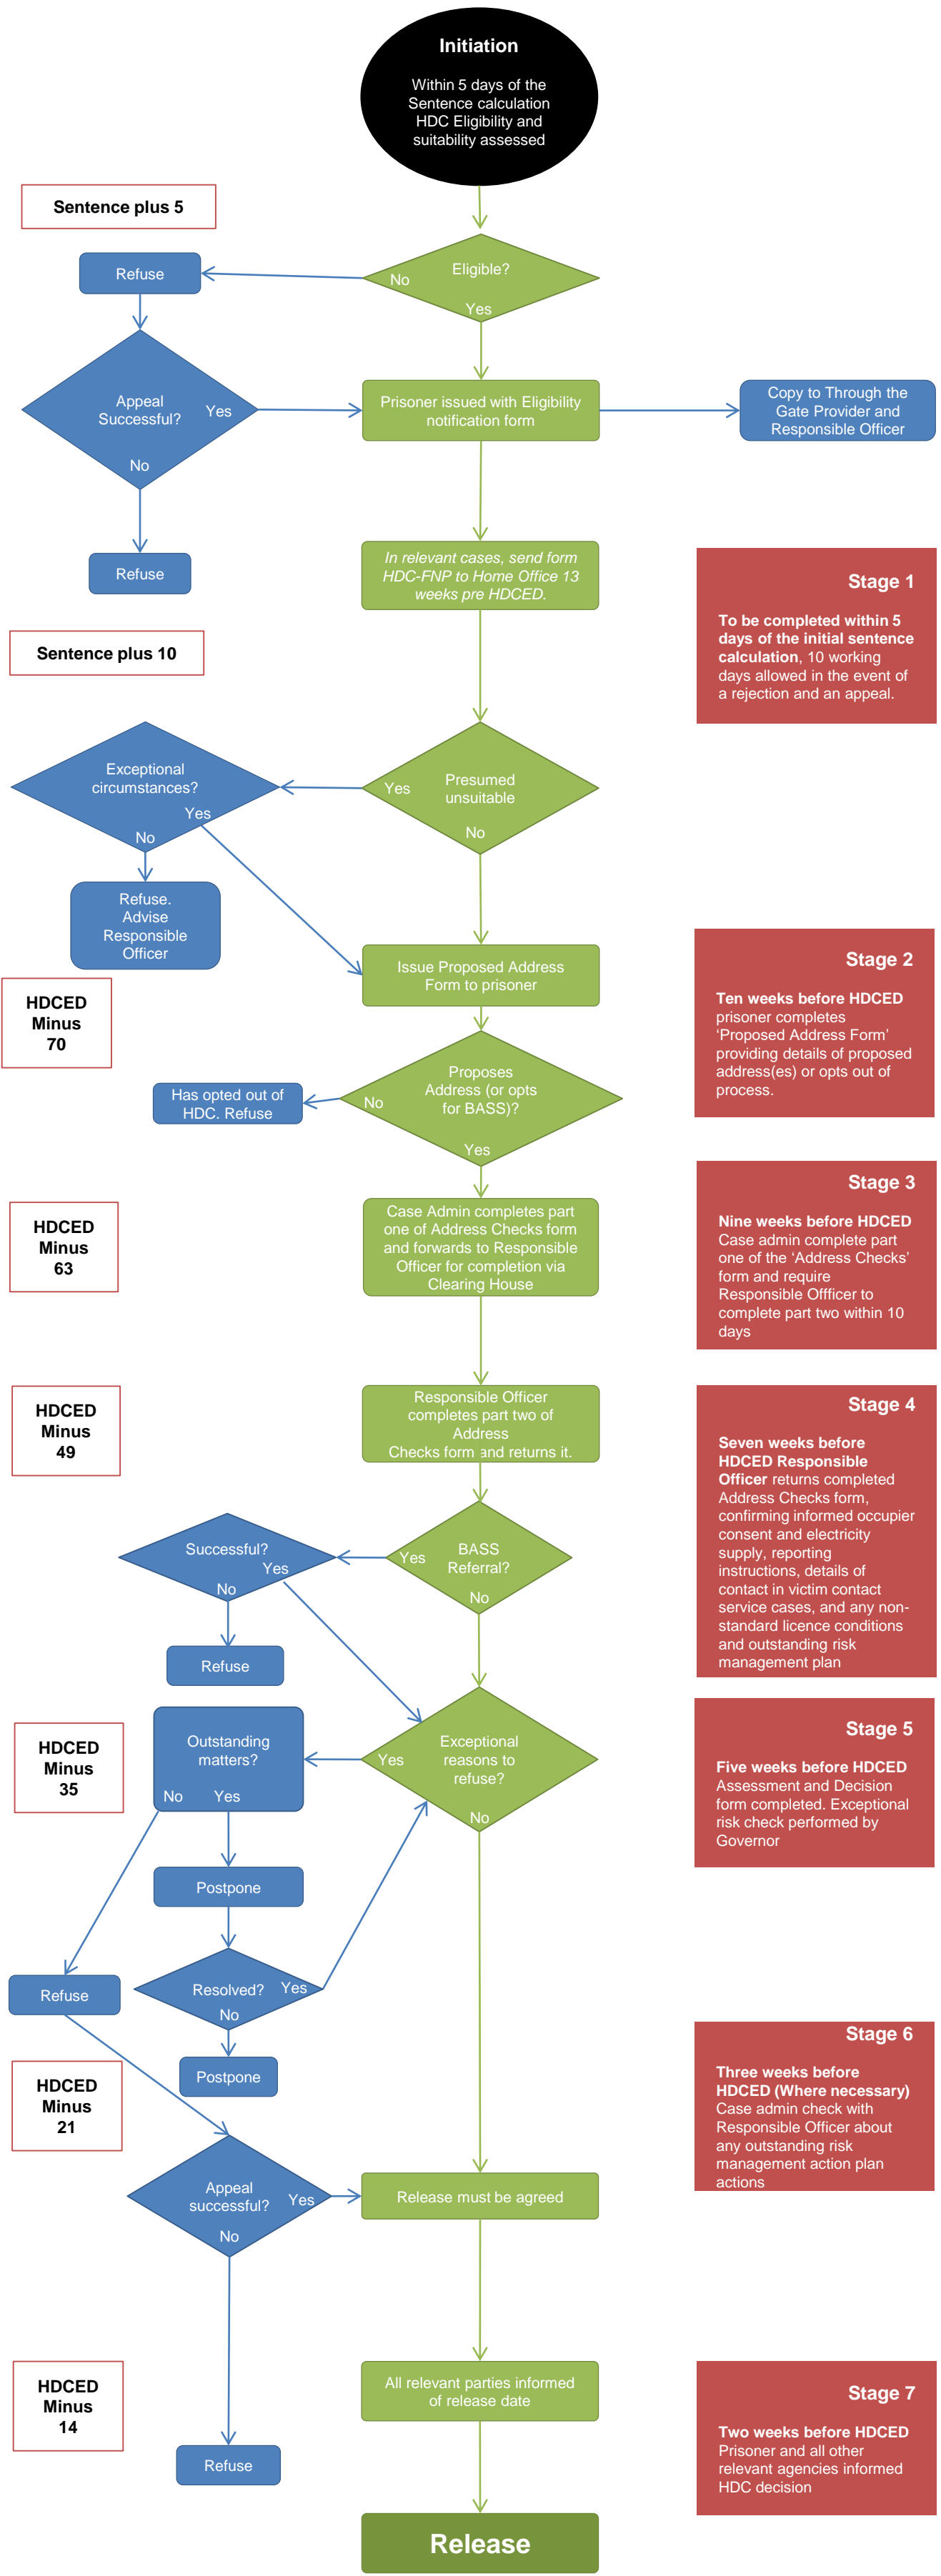 Initiation
Within 5 days of the
Sentence calculation
HDC Eligibility and
suitability assessed
Sentence plus 5
Refuse
No
Eligible?
Yes
Appeal
Successful?
Yes
No
Prisoner issued with Eligibility
notification form
Copy to Through the
Gate Provider and
Responsible Officer
Refuse
In relevant cases, send form
HDC-FNP to Home Office 13
weeks pre HDCED.
Stage 1
To be completed within 5
days of the initial sentence
calculation, 10 working
days allowed in the event of
a rejection and an appeal.
Sentence plus 10
Exceptional
circumstances?
Yes
No
Yes
Presumed
unsuitable
No
Refuse.
Advise
Responsible
Officer
Issue Proposed Address
Form to prisoner
Stage 2
Ten weeks before HDCED
prisoner completes
‘Proposed Address Form’
providing details of proposed
address(es) or opts out of
process.
HDCED
Minus
70
Has opted out of
HDC. Refuse
No
Proposes
Address (or opts
for BASS)?
Yes
HDCED
Minus
63
Case Admin completes part
one of Address Checks form
and forwards to Responsible
Officer for completion via
Clearing House
Stage 3
Nine weeks before HDCED
Case admin complete part
one of the ‘Address Checks’
form and require
Responsible Offficer to
complete part two within 10
days
HDCED
Minus
49
Responsible Officer
completes part two of
Address
Checks form and returns it.
Stage 4
Seven weeks before
HDCED Responsible
Officer returns completed
Address Checks form,
confirming informed occupier
consent and electricity
supply, reporting
instructions, details of
contact in victim contact
service cases, and any non-
standard licence conditions
and outstanding risk
management plan
Successful?
Yes
No
Yes
BASS
Referral?
No
Refuse
HDCED
Minus
35
Outstanding
matters?
No
Yes
Yes
Exceptional
reasons to
refuse?
No
Stage 5
Five weeks before HDCED
Assessment and Decision
form completed. Exceptional
risk check performed by
Governor
Postpone
Refuse
Resolved?
Yes
No
Postpone
HDCED
Minus
21
Stage 6
Three weeks before
HDCED (Where necessary)
Case admin check with
Responsible Officer about
any outstanding risk
management action plan
actions
Appeal
successful?
Yes
No
Release must be agreed
HDCED
Minus
14
All relevant parties informed
of release date
Stage 7
Two weeks before HDCED
Prisoner and all other
relevant agencies informed
HDC decision
Refuse
Release